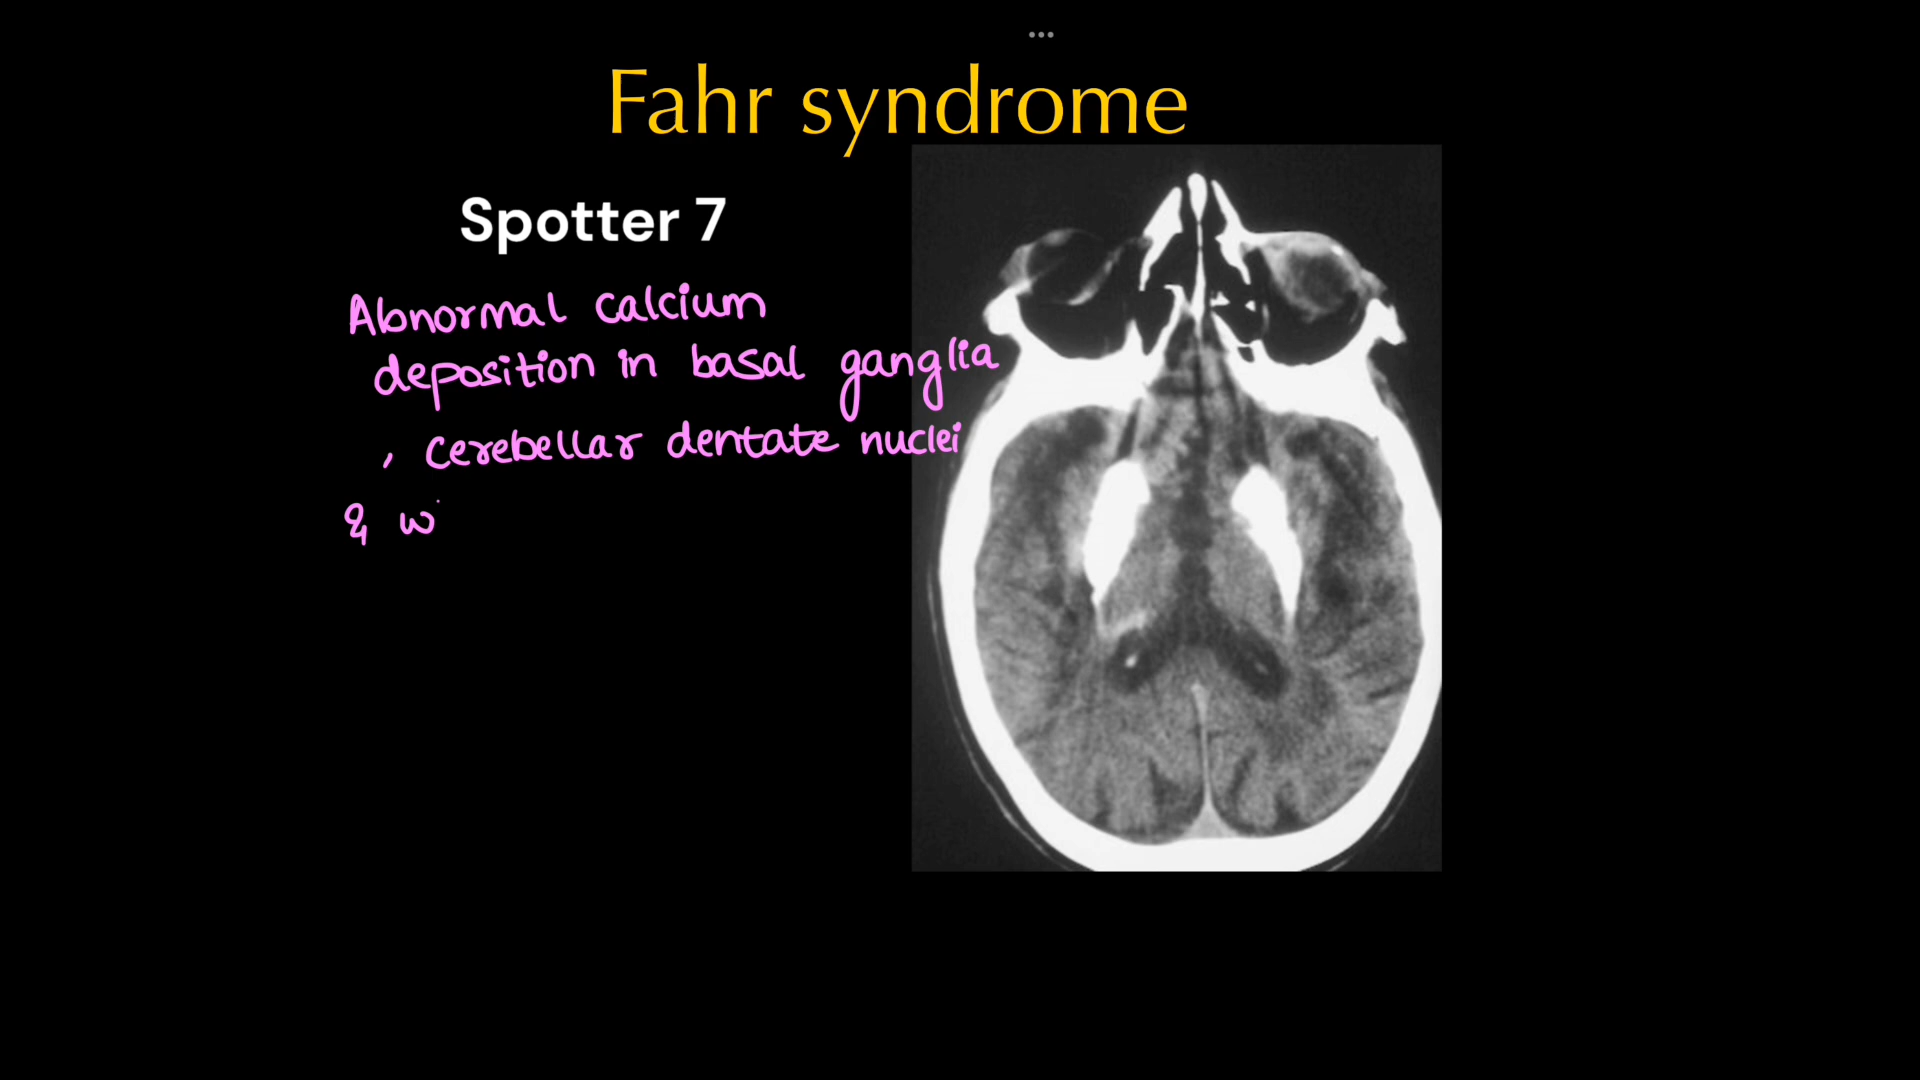 Fahr syndrome
Spotter 7
Abnormal calcium
deposition in basal ganglia
, cerebellar dentate nuclei
& w